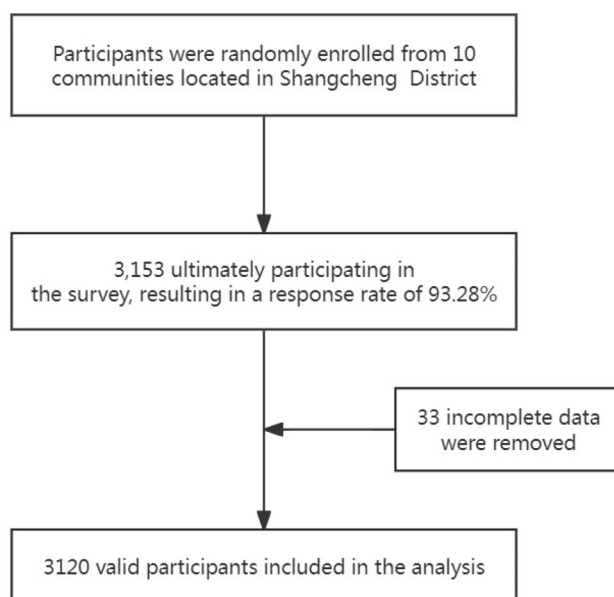 Participants were randomly enrolled from 10
communities located in Shangcheng District
3,153 ultimately participating in
the survey, resulting in a response rate of 93.28%
33 incomplete data
were removed
3120 valid participants included in the analysis